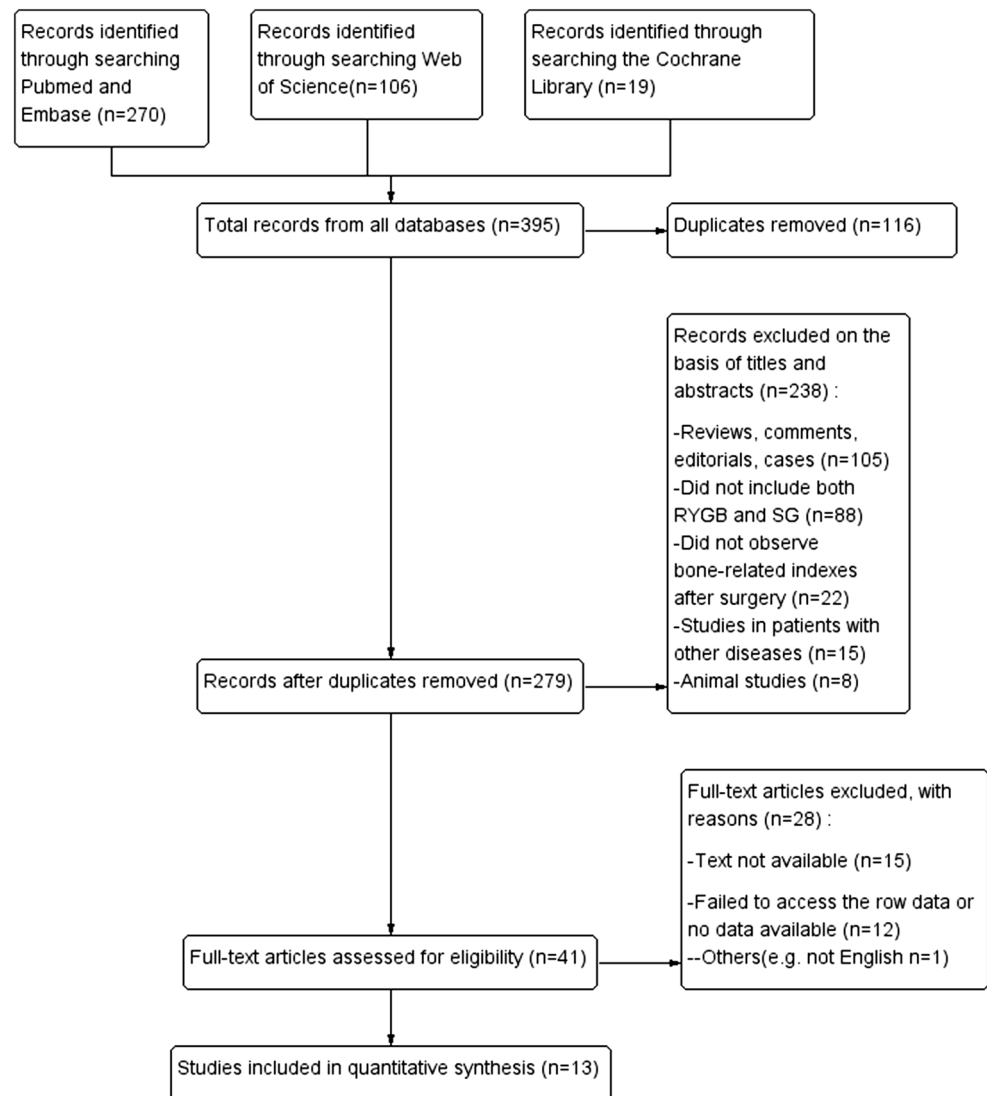 Records identified
through searching
Pubmed and
Embase (n=270)
Records identified
through searching Web
of Science(n=106)
Records identified through
searching the Cochrane
Library (n=19)
Total records from all databases (n=395)
Duplicates removed (n=116)
Records excluded on the
basis of titles and
abstracts (n=238) :
-Reviews, comments,
editorials, cases (n=105)
-Did not include both
RYGB and SG (n=88)
-Did not observe
bone-related indexes
after surgery (n=22)
-Studies in patients with
other diseases (n=15)
-Animal studies (n=8)
Records after duplicates removed (n=279)
Full-text articles excluded, with
reasons (n=28) :
-Text not available (n=15)
-Failed to access the row data or
no data available (n=12)
--Others(e.g. not English n=1)
Full-text articles assessed for eligibility (n=41)
Studies included in quantitative synthesis (n=13)